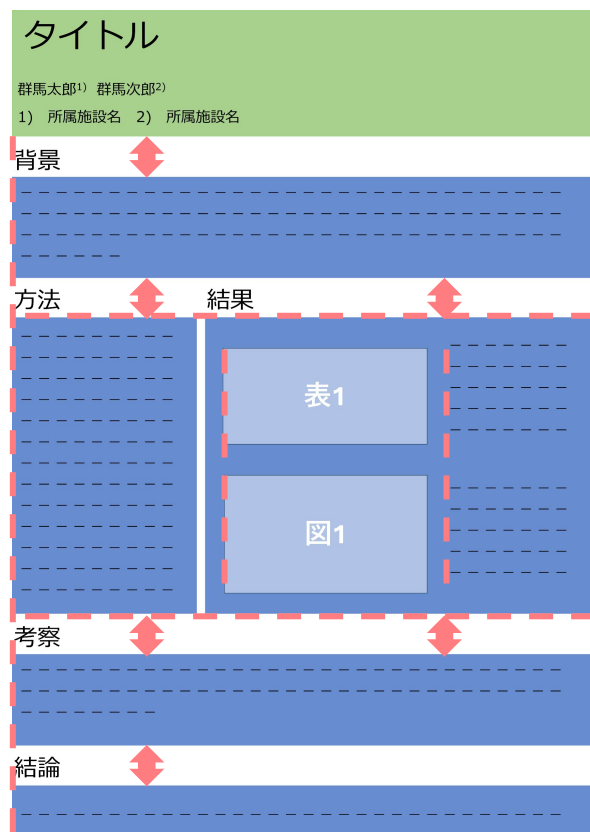 タイトル
群馬太郎1) 群馬次郎2)
1) 所属施設名 2) 所属施設名
背景
方法
結果
表1
図1
考察
結論